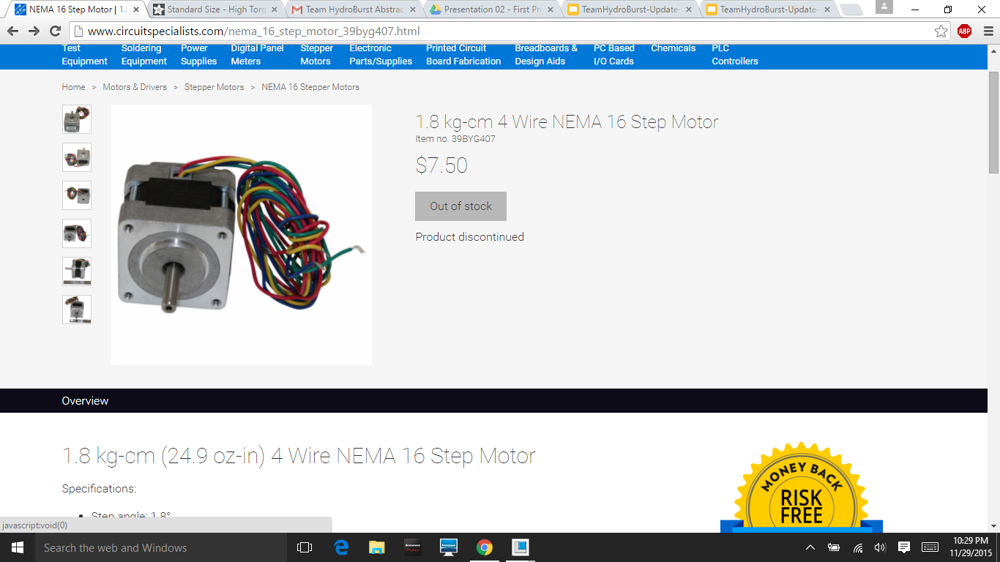 NEMA 16 Step Motor | 1.8
Standard Size - High Torq
Team HydroBurst Abstrac
Presentation 02 - First Pr
TeamHydroBurst-Update-
TeamHydroBurst-Update-
www.circuitspecialists.com/nema_16_step_motor_39byg407.html
ABP
Test Equipment
Soldering Equipment
Power Supplies
Digital Panel Meters
Stepper Motors
Electronic Parts/Supplies
Printed Circuit Board Fabrication
Breadboards & Design Aids
PC Based I/O Cards
Chemicals
PLC Controllers
Home > Motors & Drivers > Stepper Motors > NEMA 16 Stepper Motors
1.8 kg-cm 4 Wire NEMA 16 Step Motor
Item no. 39BYG407
$7.50
Out of stock
Product discontinued
Overview
1.8 kg-cm (24.9 oz-in) 4 Wire NEMA 16 Step Motor
Specifications:
• Step angle: 1.8°
MONEY BACK
RISK
FREE
javascript:void(0)
Search the web and Windows
10:29 PM
11/29/2015